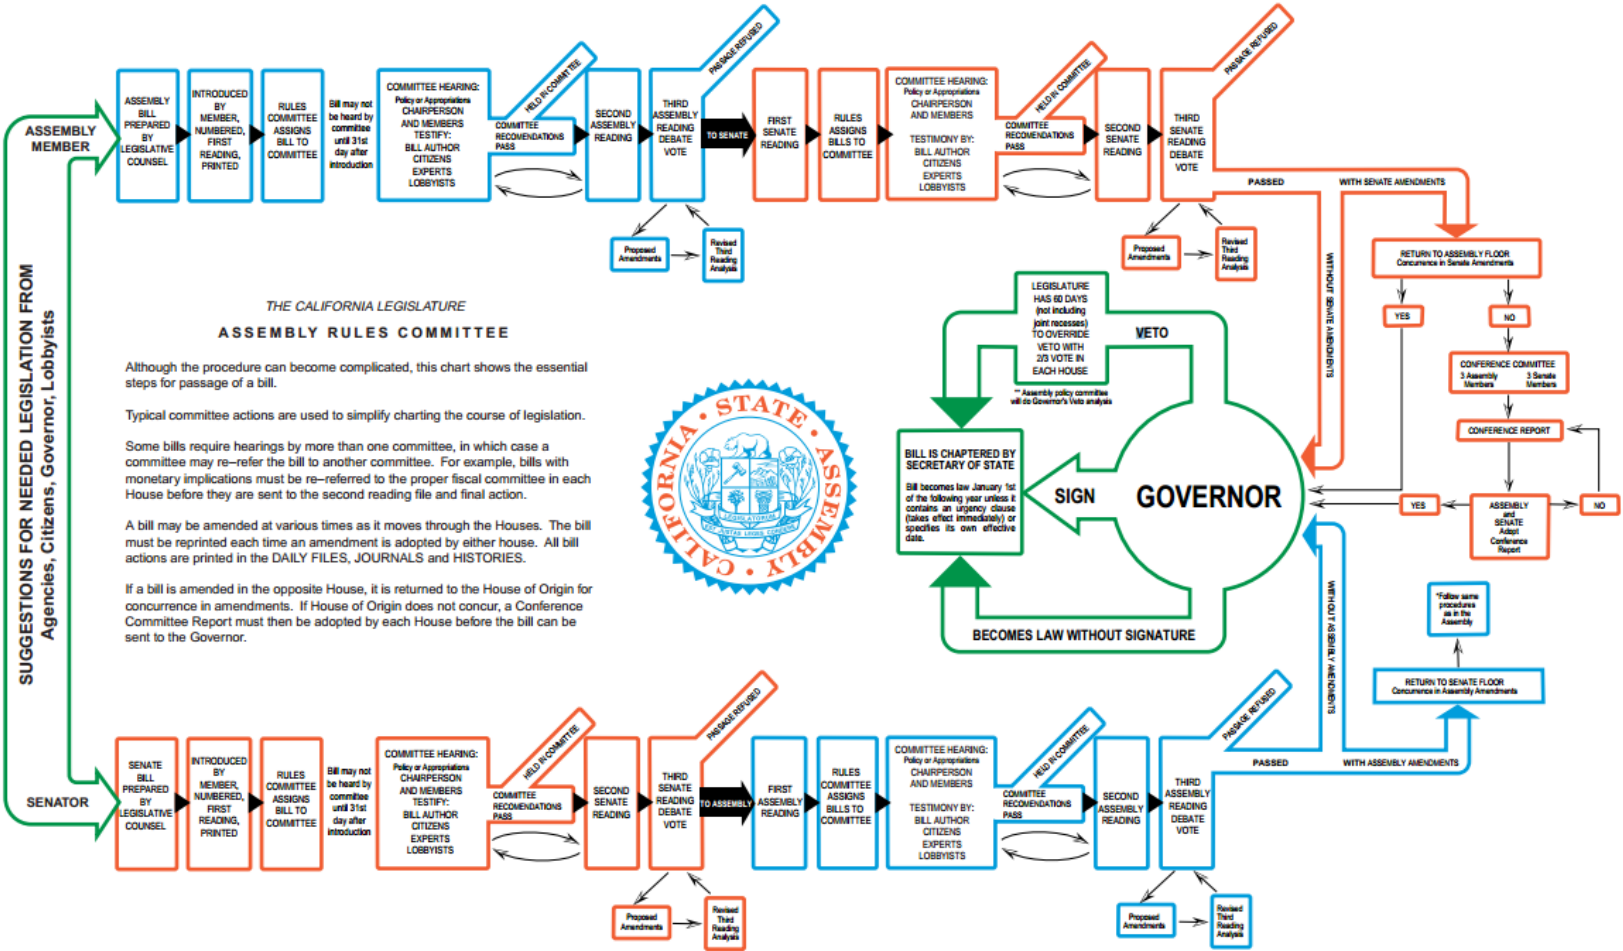 SUGGESTIONS FOR NEEDED LEGISLATION FROM
Agencies, Citizens, Governor, Lobbyists
ASSEMBLY
MEMBER
ASSEMBLY
BILL
PREPARED
BY
LEGISLATIVE
COUNSEL
INTRODUCED
BY
MEMBER,
NUMBERED,
FIRST
READING,
PRINTED
RULES
COMMITTEE
ASSIGNS
BILL TO
COMMITTEE
Bill may not
be heard by
committee
until 31st
day after
introduction
COMMITTEE HEARING:
Policy or Appropriations
CHAIRPERSON
AND MEMBERS
TESTIFY:
BILL AUTHOR
CITIZENS
EXPERTS
LOBBYISTS
HELD IN COMMITTEE
COMMITTEE
RECOMENDATIONS
PASS
SECOND
ASSEMBLY
READING
THIRD
ASSEMBLY
READING
DEBATE
VOTE
PASSAGE REFUSED
Proposed
Amendments
Revised
Third
Reading
Analysis
TO SENATE
FIRST
SENATE
READING
RULES
ASSIGNS
BILLS TO
COMMITTEE
COMMITTEE HEARING:
Policy or Appropriations
CHAIRPERSON
AND MEMBERS
TESTIMONY BY:
BILL AUTHOR
CITIZENS
EXPERTS
LOBBYISTS
HELD IN COMMITTEE
COMMITTEE
RECOMENDATIONS
PASS
SECOND
SENATE
READING
THIRD
SENATE
READING
DEBATE
VOTE
PASSAGE REFUSED
Proposed
Amendments
Revised
Third
Reading
Analysis
PASSED
WITH SENATE AMENDMENTS
WITHOUT SENATE AMENDMENTS
RETURN TO ASSEMBLY FLOOR
Concurrence in Senate Amendments
YES
NO
CONFERENCE COMMITTEE
3 Assembly
Members
3 Senate
Members
CONFERENCE REPORT
ASSEMBLY
and
SENATE
Adopt
Conference
Report
YES
NO
THE CALIFORNIA LEGISLATURE
ASSEMBLY RULES COMMITTEE
Although the procedure can become complicated, this chart shows the essential
steps for passage of a bill.
Typical committee actions are used to simplify charting the course of legislation.
Some bills require hearings by more than one committee, in which case a
committee may re–refer the bill to another committee. For example, bills with
monetary implications must be re–referred to the proper fiscal committee in each
House before they are sent to the second reading file and final action.
A bill may be amended at various times as it moves through the Houses. The bill
must be reprinted each time an amendment is adopted by either house. All bill
actions are printed in the DAILY FILES, JOURNALS and HISTORIES.
If a bill is amended in the opposite House, it is returned to the House of Origin for
concurrence in amendments. If House of Origin does not concur, a Conference
Committee Report must then be adopted by each House before the bill can be
sent to the Governor.
CALIFORNIA • STATE • ASSEMBLY
LEGISLATORUM
LEGISLATURE
HAS 60 DAYS
(not including
joint recesses)
TO OVERRIDE
VETO WITH
2/3 VOTE IN
EACH HOUSE
** Assembly policy committee
will do Governor's Veto analysis
VETO
BILL IS CHAPTERED BY
SECRETARY OF STATE
Bill becomes law January 1st
of the following year unless it
contains an urgency clause
(takes effect immediately) or
specifies its own effective
date.
SIGN
GOVERNOR
BECOMES LAW WITHOUT SIGNATURE
WITHOUT ASSEMBLY AMENDMENTS
*Follow same
procedures
as in the
Assembly
RETURN TO SENATE FLOOR
Concurrence in Assembly Amendments
SENATOR
SENATE
BILL
PREPARED
BY
LEGISLATIVE
COUNSEL
INTRODUCED
BY
MEMBER,
NUMBERED,
FIRST
READING,
PRINTED
RULES
COMMITTEE
ASSIGNS
BILL TO
COMMITTEE
Bill may not
be heard by
committee
until 31st
day after
introduction
COMMITTEE HEARING:
Policy or Appropriations
CHAIRPERSON
AND MEMBERS
TESTIFY:
BILL AUTHOR
CITIZENS
EXPERTS
LOBBYISTS
HELD IN COMMITTEE
COMMITTEE
RECOMENDATIONS
PASS
SECOND
SENATE
READING
THIRD
SENATE
READING
DEBATE
VOTE
PASSAGE REFUSED
Proposed
Amendments
Revised
Third
Reading
Analysis
TO ASSEMBLY
FIRST
ASSEMBLY
READING
RULES
COMMITTEE
ASSIGNS
BILLS TO
COMMITTEE
COMMITTEE HEARING:
Policy or Appropriations
CHAIRPERSON
AND MEMBERS
TESTIMONY BY:
BILL AUTHOR
CITIZENS
EXPERTS
LOBBYISTS
HELD IN COMMITTEE
COMMITTEE
RECOMENDATIONS
PASS
SECOND
ASSEMBLY
READING
THIRD
ASSEMBLY
READING
DEBATE
VOTE
PASSAGE REFUSED
Proposed
Amendments
Revised
Third
Reading
Analysis
PASSED
WITH ASSEMBLY AMENDMENTS